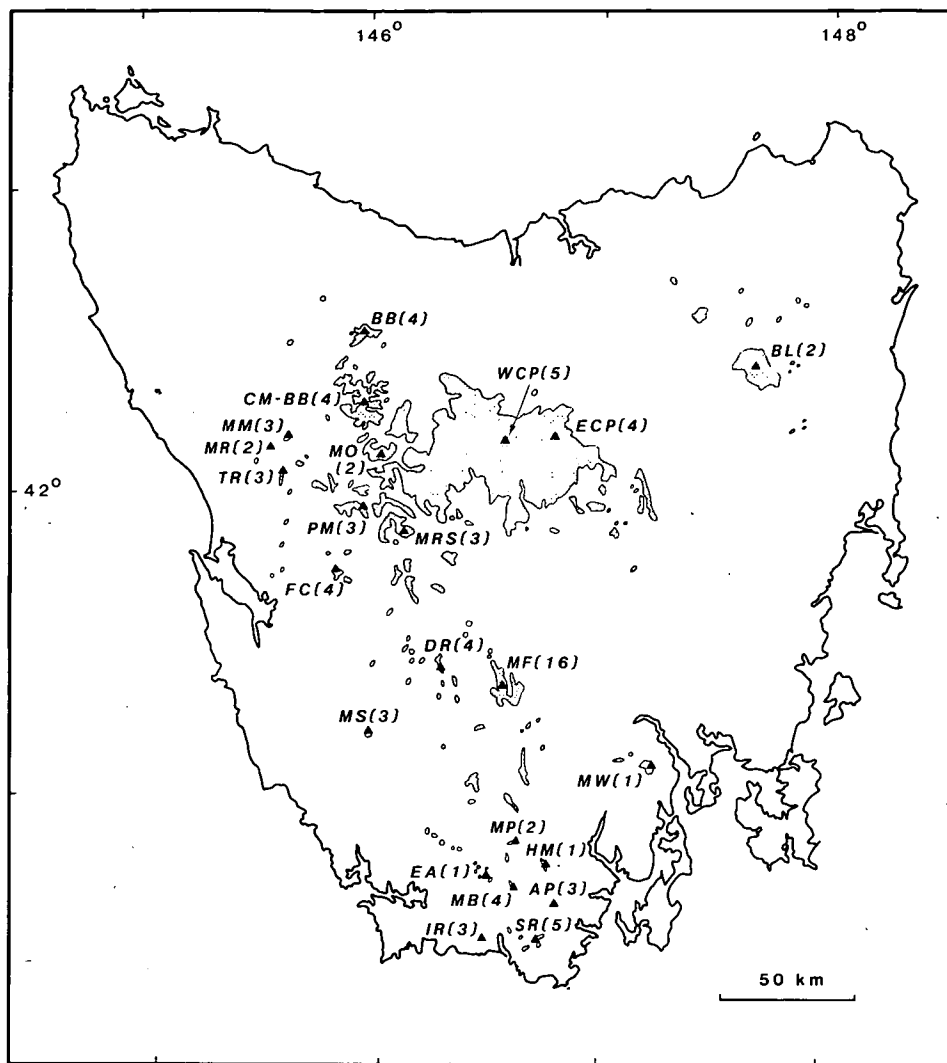 146°
148°
BB(4)
BL(2)
WCP(5)
CM-BB(4)
ECP(4)
MM(3)
MR(2)
MO
(2)
TR(3)
42°
PM(3)
MRS(3)
FC(4)
DR(4)
MF(16)
MS(3)
MW(1)
MP(2)
HM(1)
EA(1)
MB(4)
AP(3)
IR(3)
SR(5)
50 km